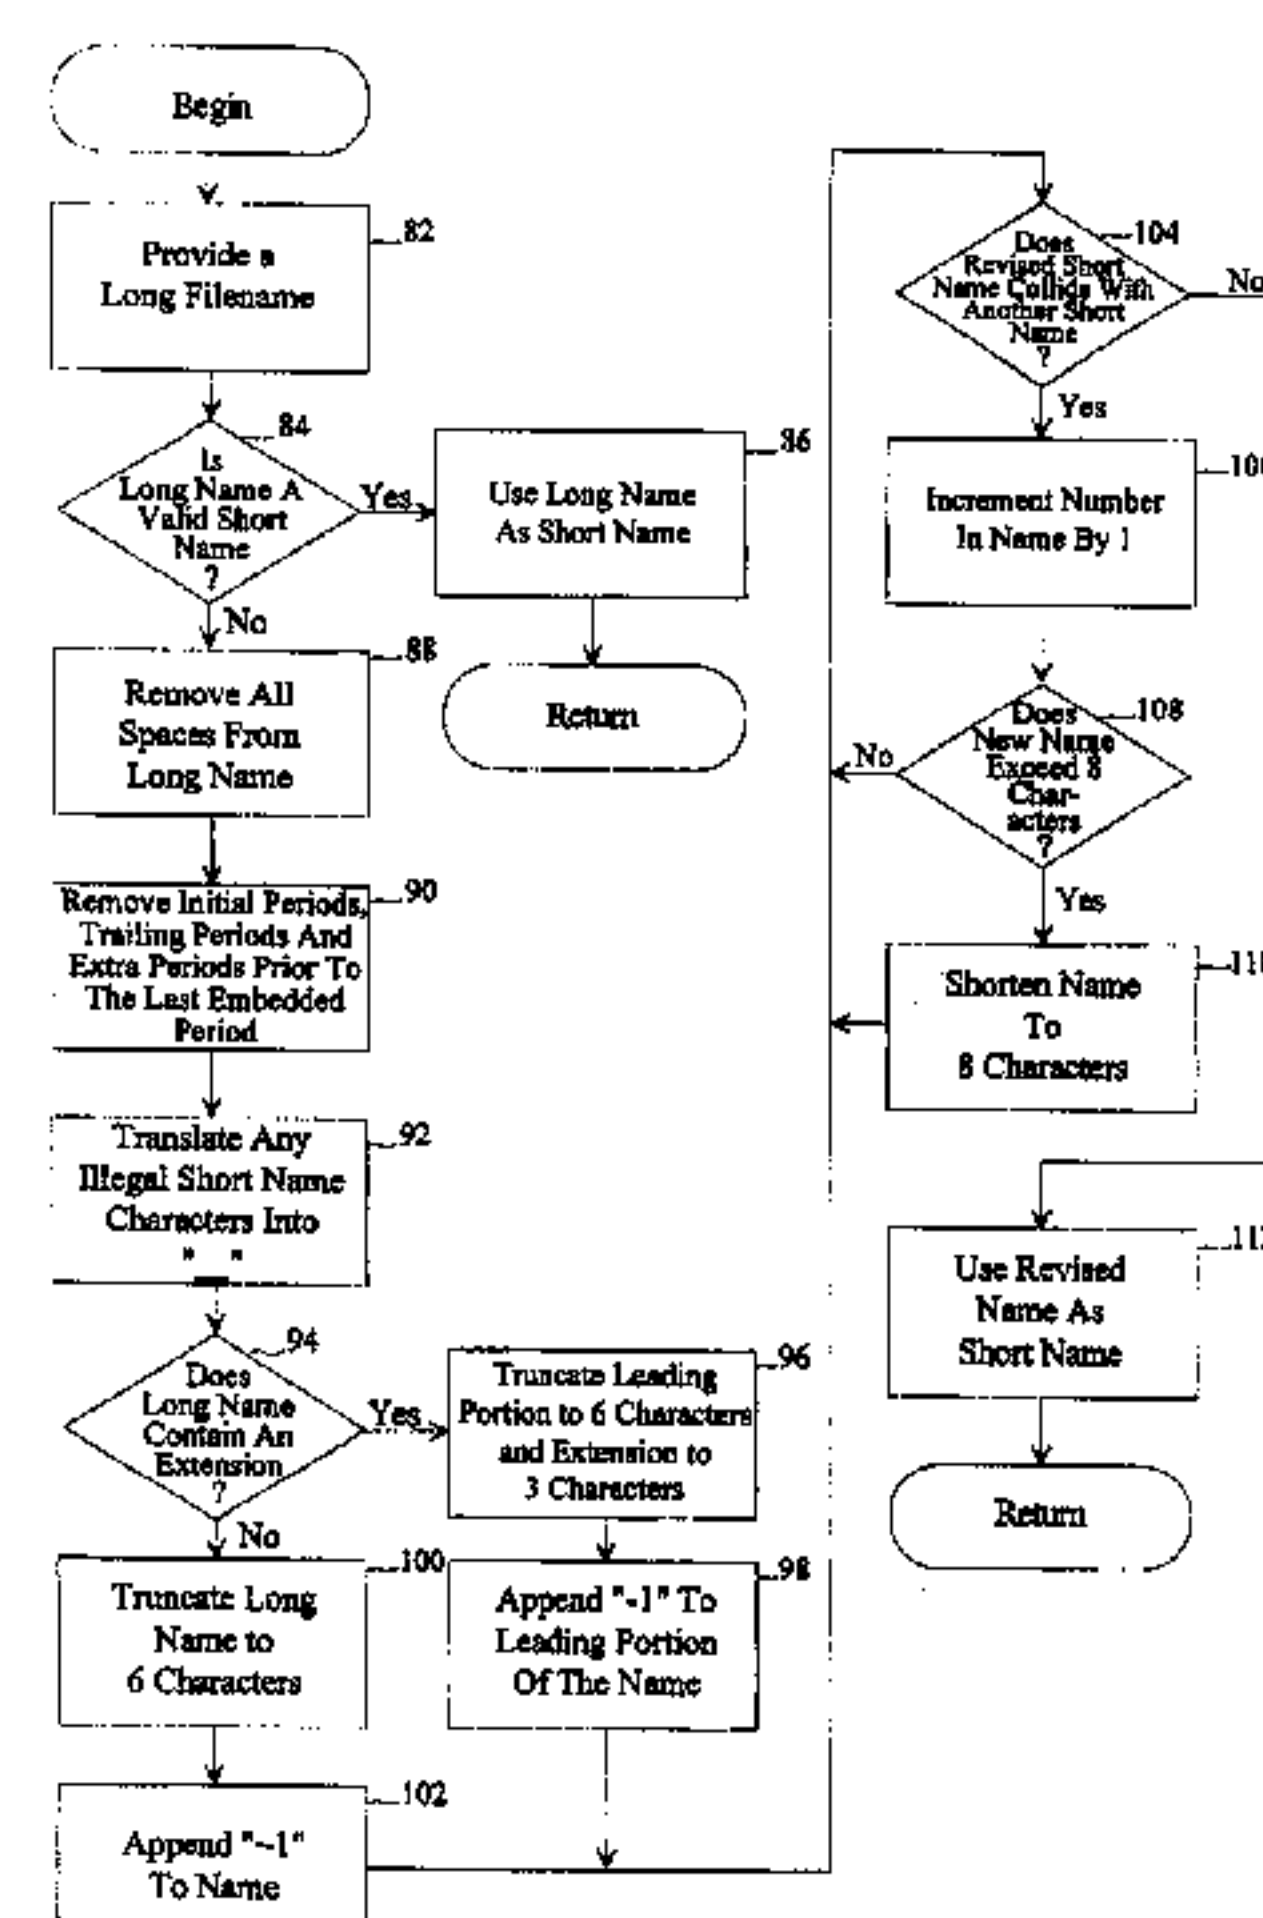 Begin
82
Provide a
Long Filename
84
Is
Long Name A
Valid Short
Name
?
Yes
86
Use Long Name
As Short Name
Return
No
88
Remove All
Spaces From
Long Name
90
Remove Initial Periods,
Trailing Periods And
Extra Periods Prior To
The Last Embedded
Period
92
Translate Any
Illegal Short Name
Characters Into
"_"
94
Does
Long Name
Contain An
Extension
?
Yes
96
Truncate Leading
Portion to 6 Characters
and Extension to
3 Characters
No
100
Truncate Long
Name to
6 Characters
98
Append "~1" To
Leading Portion
Of The Name
102
Append "~1"
To Name
104
Does
Revised Short
Name Collide With
Another Short
Name
?
No
Yes
Increment Number
In Name By 1
108
Does
New Name
Exceed 8
Char-
acters
?
No
Yes
Shorten Name
To
8 Characters
Use Revised
Name As
Short Name
Return